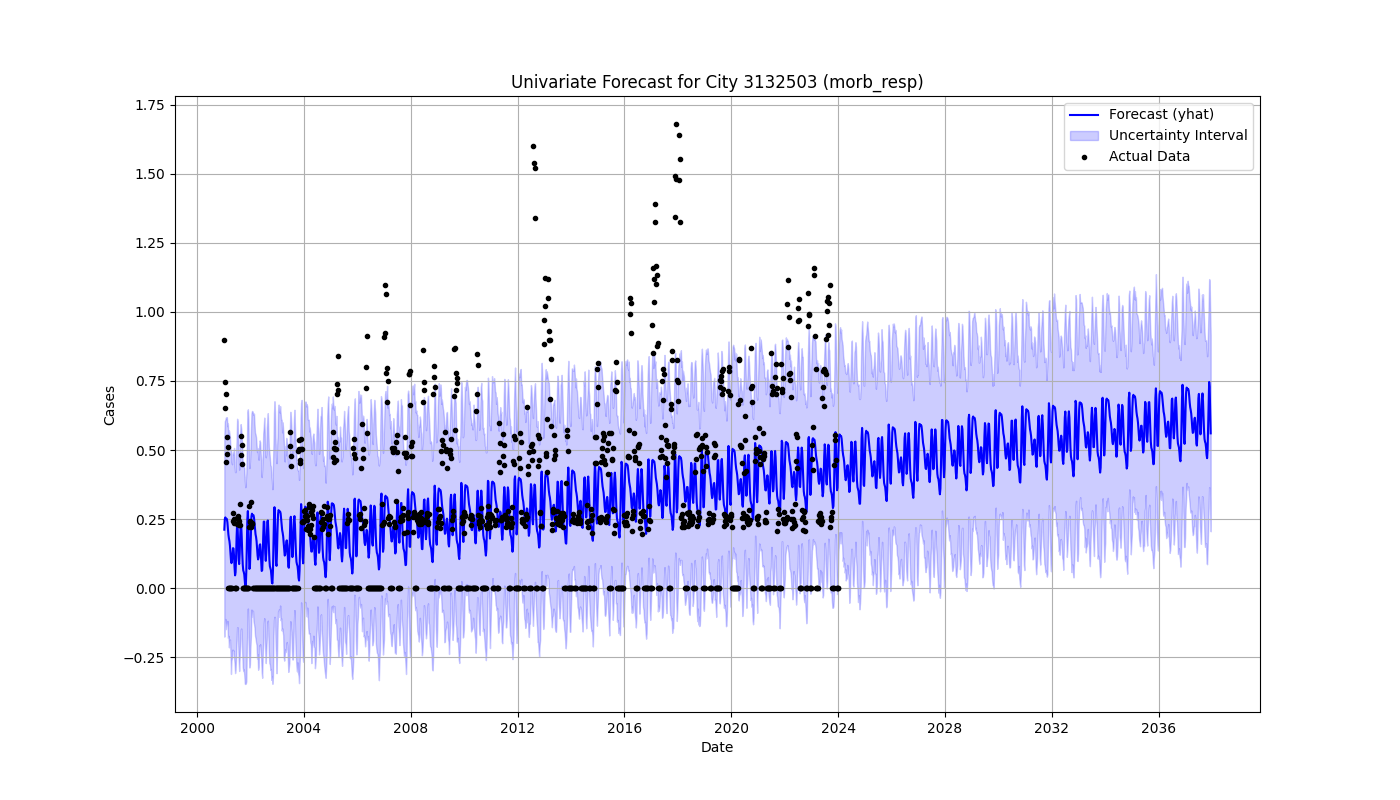 Univariate Forecast for City 3132503 (morb_resp)
Forecast (yhat)
Uncertainty Interval
Actual Data
Cases
1.75
1.50
1.25
1.00
0.75
0.50
0.25
0.00
−0.25
2000 2004 2008 2012 2016 2020 2024 2028 2032 2036
Date